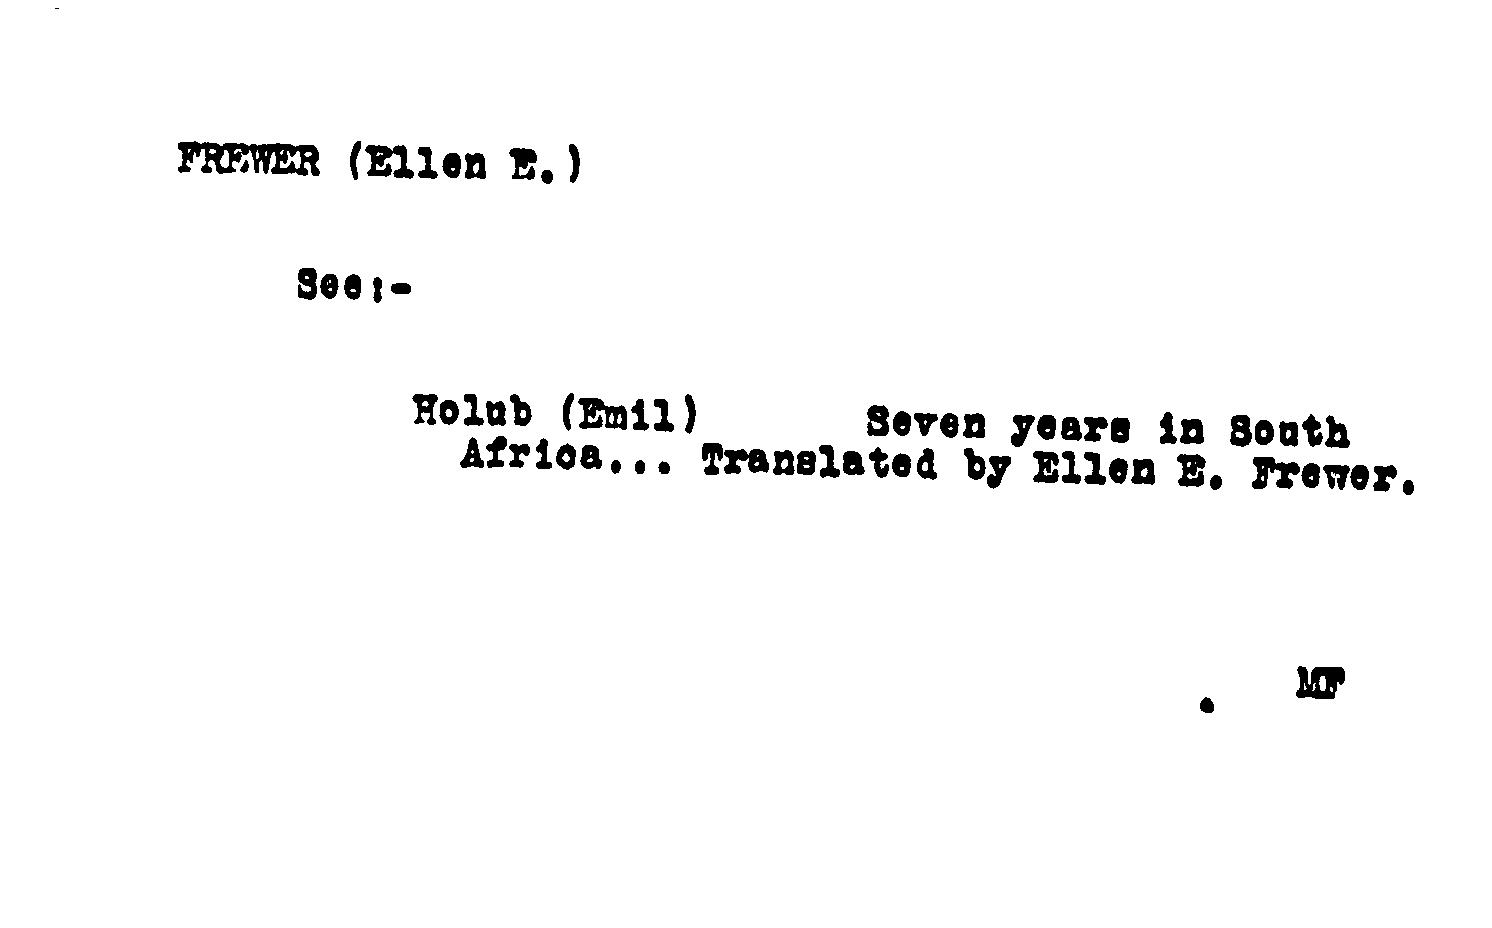 FREWER (Ellen E.)
See:-
Holub (Emil) Seven years in South
Africa... Translated by Ellen E. Frewer.
MF